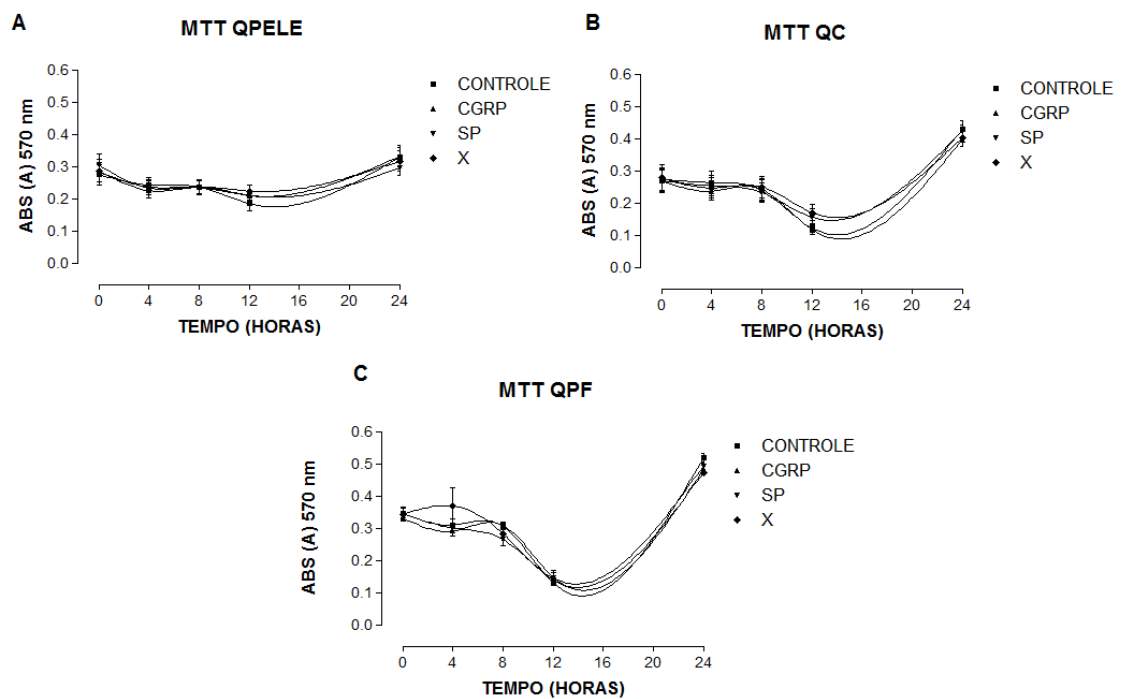 A
MTT QPELE
ABS (A) 570 nm
0.6
0.5
0.4
0.3
0.2
0.1
0.0
0 4 8 12 16 20 24
TEMPO (HORAS)
CONTROLE
CGRP
SP
X
B
MTT QC
ABS (A) 570 nm
0.6
0.5
0.4
0.3
0.2
0.1
0.0
0 4 8 12 16 20 24
TEMPO (HORAS)
CONTROLE
CGRP
SP
X
C
MTT QPF
ABS (A) 570 nm
0.6
0.5
0.4
0.3
0.2
0.1
0.0
0 4 8 12 16 20 24
TEMPO (HORAS)
CONTROLE
CGRP
SP
X